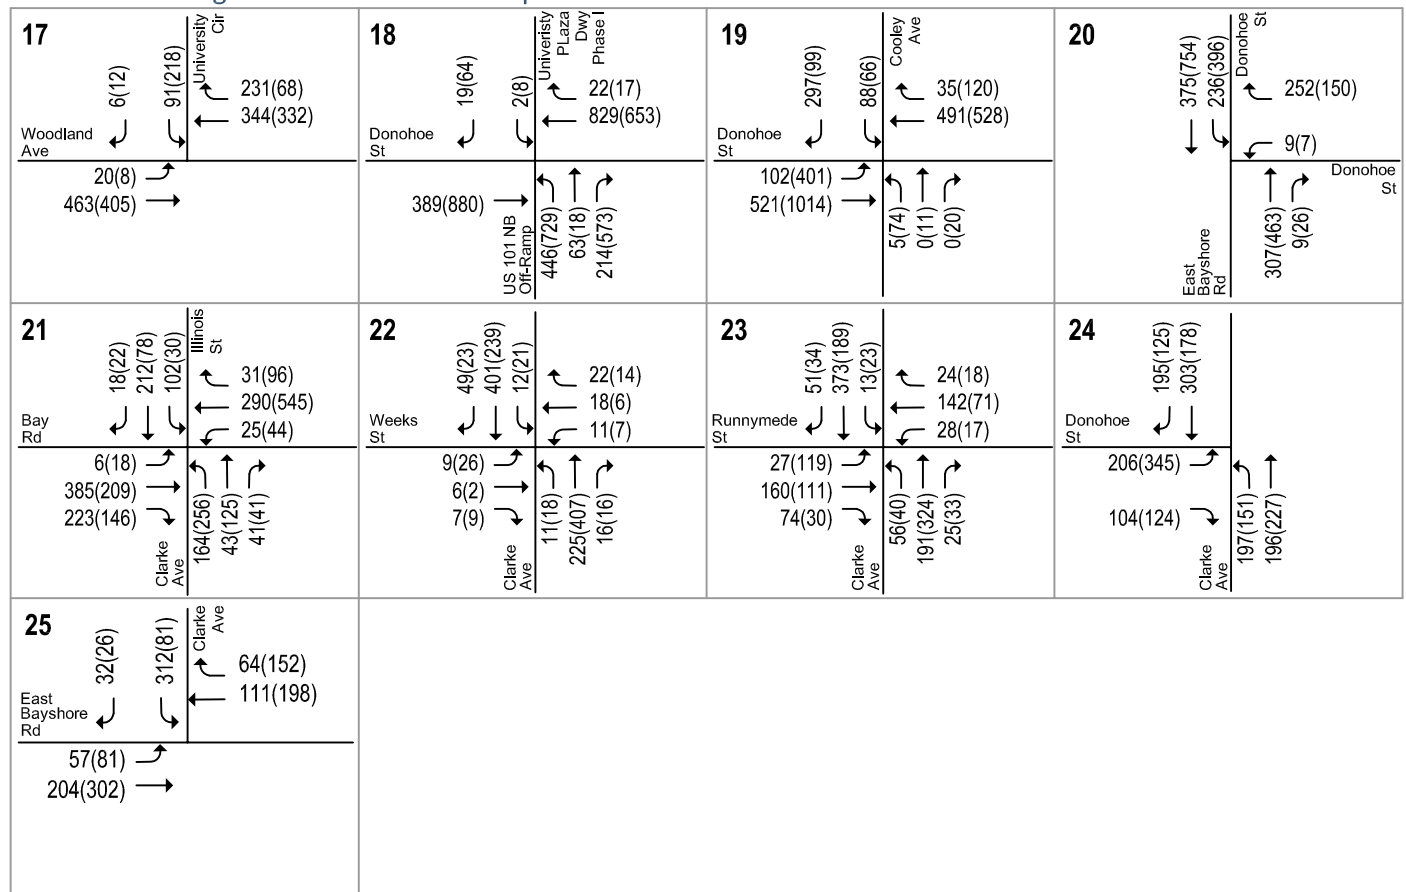 17
6(12)
91(218)
University
Cir
231(68)
344(332)
Woodland
Ave
20(8)
463(405)
18
19(64)
2(8)
Univeristy
PLaza
Dwy
Phase I
22(17)
829(653)
Donohoe
St
389(880)
US 101 NB
Off-Ramp
446(729)
63(18)
214(573)
19
297(99)
88(66)
Cooley
Ave
35(120)
491(528)
Donohoe
St
102(401)
521(1014)
5(74)
0(11)
0(20)
20
375(754)
236(396)
Donohoe
St
252(150)
9(7)
Donohoe
St
East
Bayshore
Rd
307(463)
9(26)
21
18(22)
212(78)
102(30)
Illinois
St
31(96)
290(545)
25(44)
Bay
Rd
6(18)
385(209)
223(146)
Clarke
Ave
164(256)
43(125)
41(41)
22
49(23)
401(239)
12(21)
22(14)
18(6)
11(7)
Weeks
St
9(26)
6(2)
7(9)
Clarke
Ave
11(18)
225(407)
16(16)
23
51(34)
373(189)
13(23)
24(18)
142(71)
28(17)
Runnymede
St
27(119)
160(111)
74(30)
Clarke
Ave
56(40)
191(324)
25(33)
24
195(125)
303(178)
Donohoe
St
206(345)
104(124)
Clarke
Ave
197(151)
196(227)
25
32(26)
312(81)
Clarke
Ave
64(152)
111(198)
East
Bayshore
Rd
57(81)
204(302)